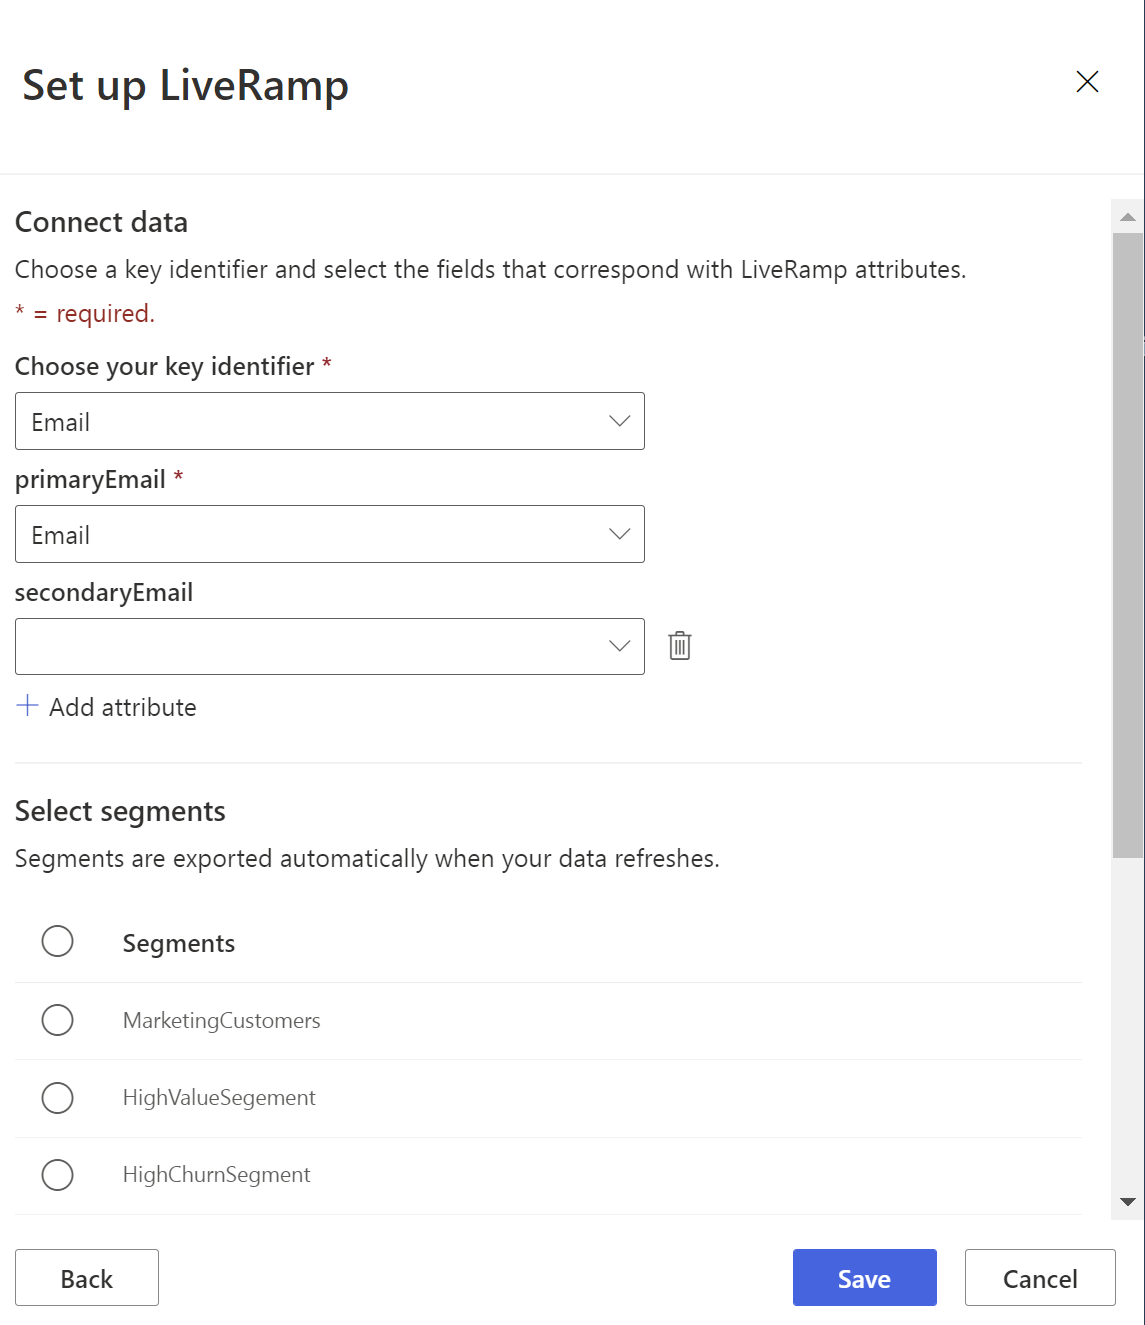 Set up LiveRamp
Connect data
Choose a key identifier and select the fields that correspond with LiveRamp attributes.
* = required.
Choose your key identifier *
Email
primaryEmail *
Email
secondaryEmail
Add attribute
Select segments
Segments are exported automatically when your data refreshes.
Segments
MarketingCustomers
HighValueSegement
HighChurnSegment
Back
Save
Cancel